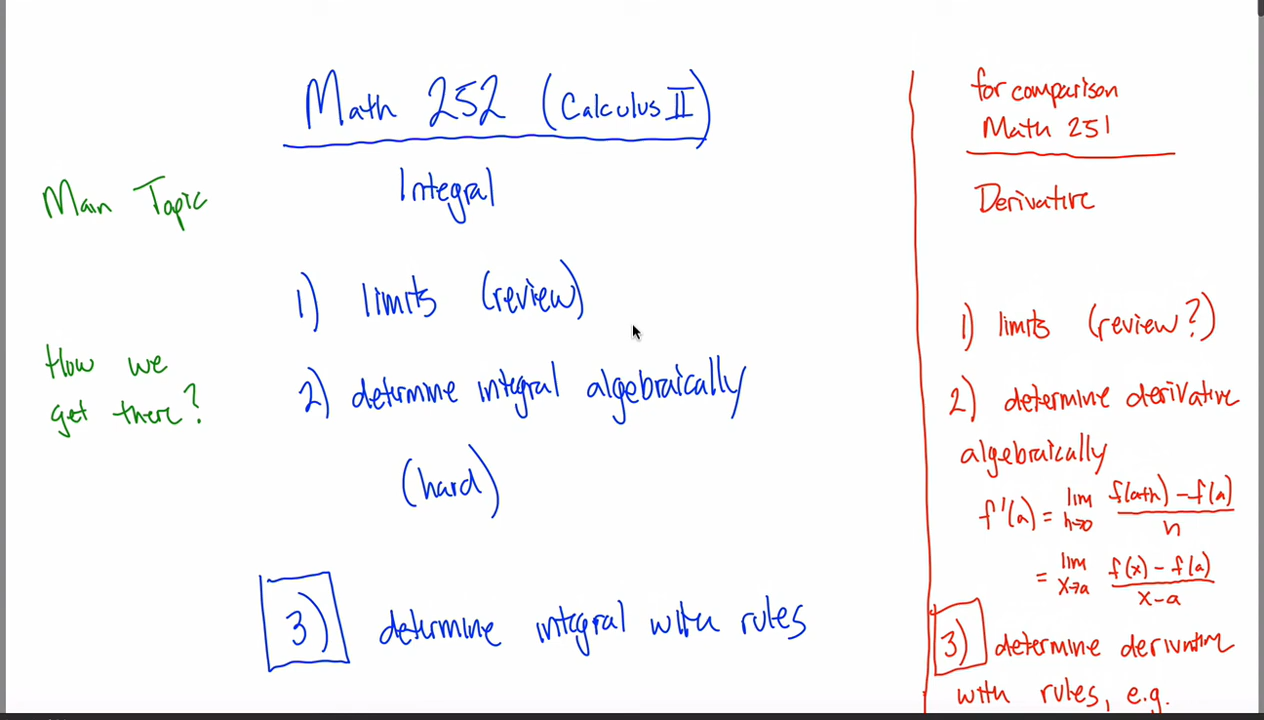 Math 252 (Calculus II)
Main Topic
Integral
1) limits (review)
How we
get there?
2) determine integral algebraically
(hard)
3) determine integral with rules
for comparison
Math 251
Derivative
1) limits (review?)
2) determine derivative
algebraically
f'(a) = lim h→0 f(a+h) - f(a) / h
= lim x→a f(x) - f(a) / x - a
3) determine derivative
with rules, e.g.